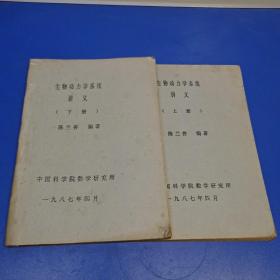 生物动力学系统
讲义
（下册）
陈兰荪 编著
中国科学院数学研究所
一九八七年四月
生物动力学系统
讲义
（上册）
陈兰荪 编著
中国科学院数学研究所
一九八七年四月